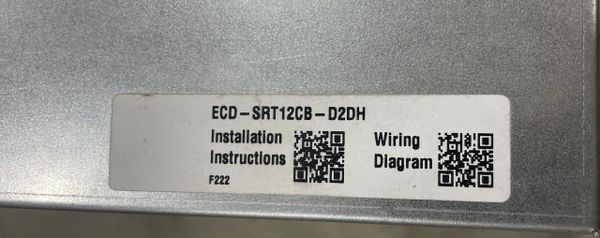 ECD-SRT12CB-D2DH
Installation Instructions
Wiring Diagram
F222